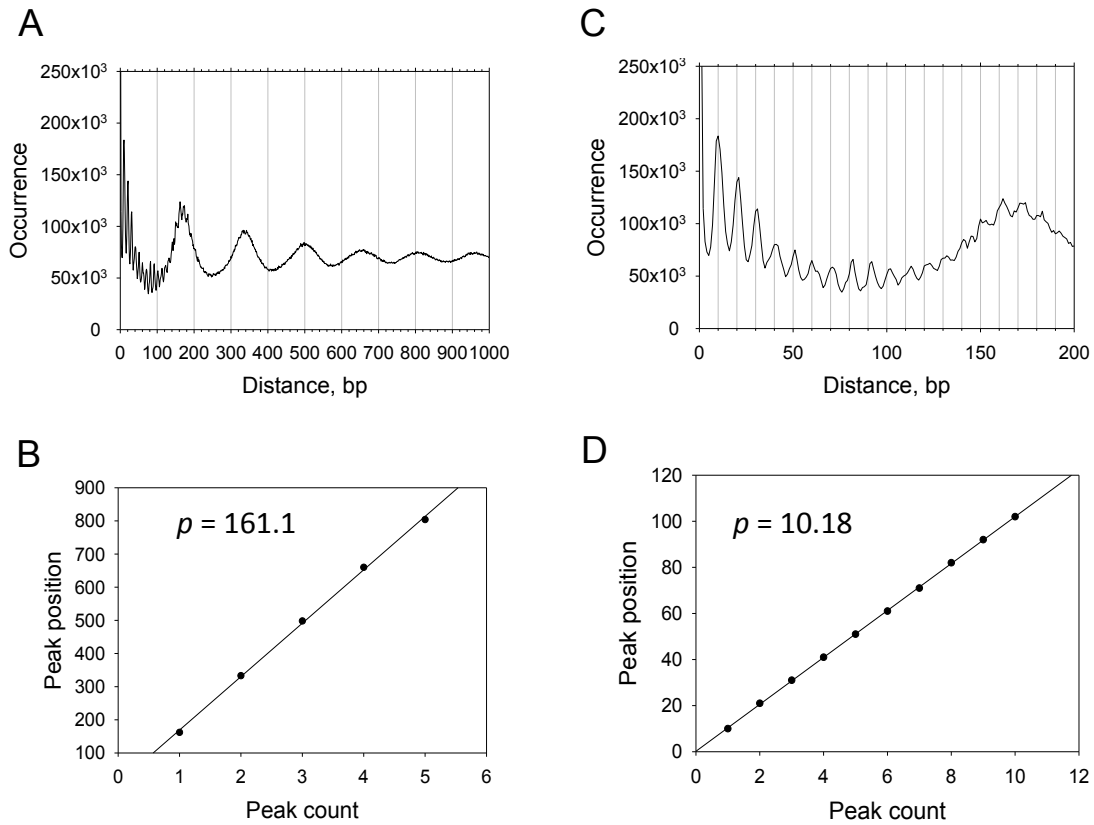 A
250x10³
200x10³
150x10³
100x10³
50x10³
0
Occurrence
0 100 200 300 400 500 600 700 800 900 1000
Distance, bp
C
250x10³
200x10³
150x10³
100x10³
50x10³
0
Occurrence
0 50 100 150 200
Distance, bp
B
900
800
700
600
500
400
300
200
100
Peak position
p = 161.1
0 1 2 3 4 5 6
Peak count
D
120
100
80
60
40
20
0
Peak position
p = 10.18
0 2 4 6 8 10 12
Peak count